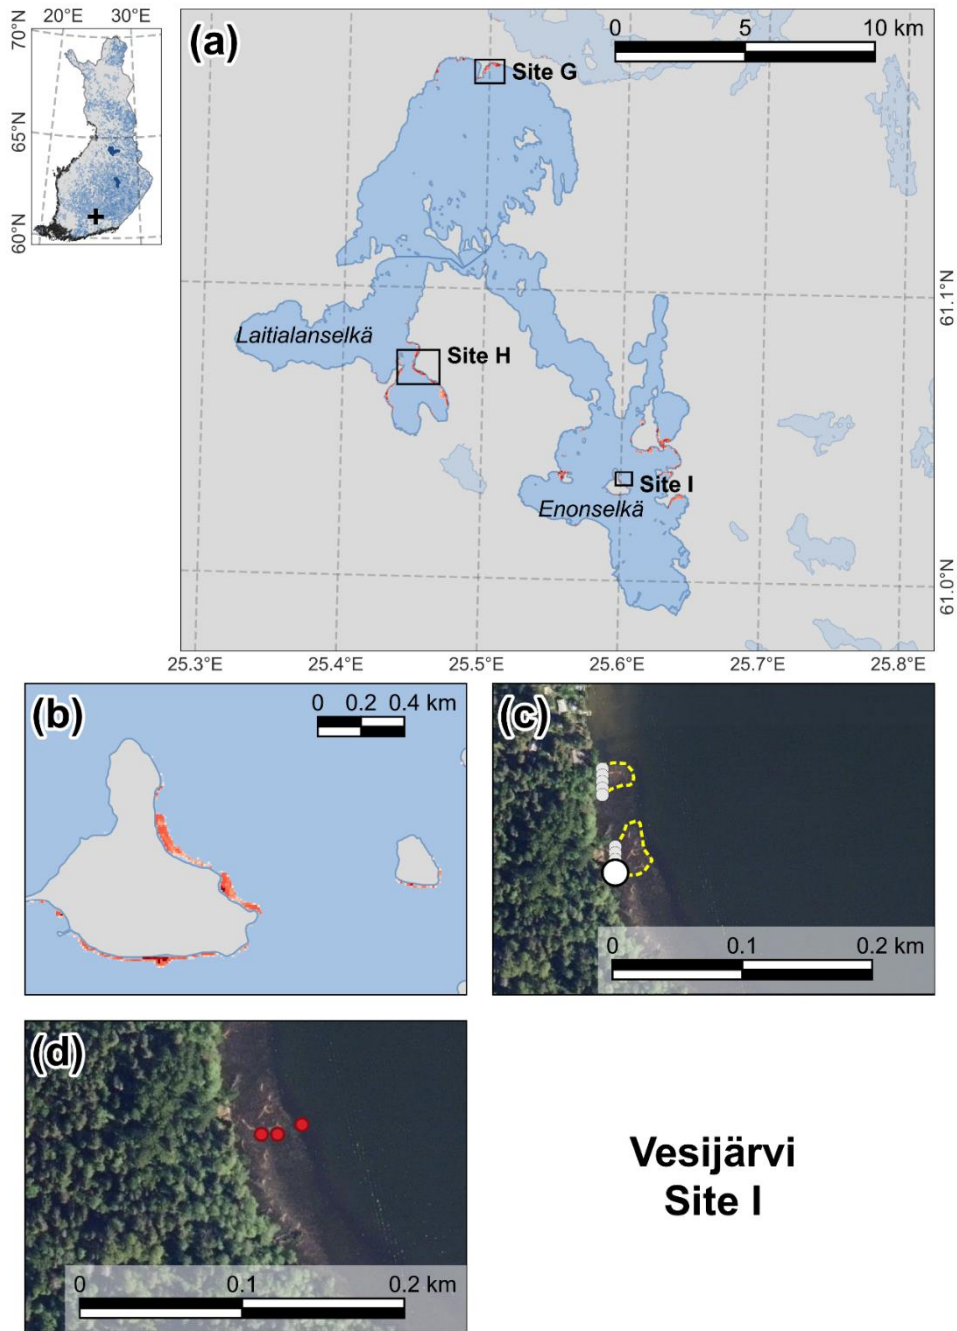 20°E 30°E
70°N
65°N
60°N
(a)
0 5 10 km
Site G
61.1°N
Laitialanselkä
Site H
Site I
Enonselkä
61.0°N
25.3°E 25.4°E 25.5°E 25.6°E 25.7°E 25.8°E
(b)
0 0.2 0.4 km
(c)
0 0.1 0.2 km
(d)
0 0.1 0.2 km
Vesijärvi
Site I